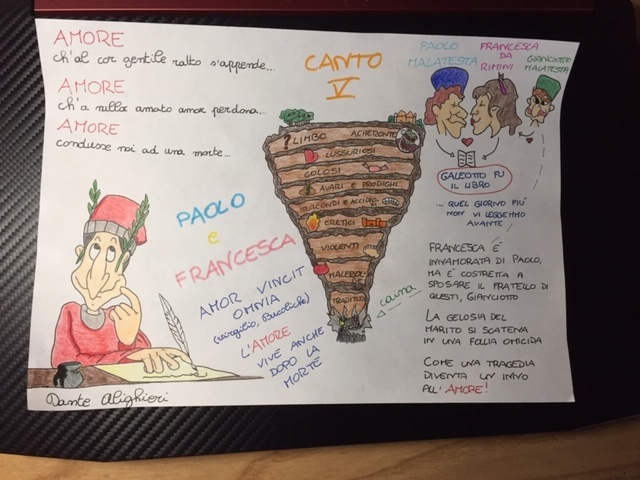 AMORE
ch'al cor gentile ratto s'apprende...
AMORE
ch'a nullo amato amar perdona...
AMORE
condusse noi ad una morte...
CANTO
V
PAOLO
MALATESTA
FRANCESCA
DA
RIMINI
GIANCIOTTO
MALATESTA
? LIMBO
ACHERONTE
LUSSURIOSI
GOLOSI
AVARI E PRODIGHI
IRACONDI E ACCIDIOSI
ERETICI
VIOLENTI
MALEBOLGE
TRADITORI
Caina
GALEOTTO FU
IL LIBRO
... QUEL GIORNO PIÙ
NON VI LEGGEMMO
AVANTE
FRANCESCA È
INNAMORATA DI PAOLO,
MA È COSTRETTA A
SPOSARE IL FRATELLO DI
QUESTI, GIANCIOTTO
LA GELOSIA DEL
MARITO SI SCATENA
IN UNA FOLLIA OMICIDA
COME UNA TRAGEDIA
DIVENTA UN INNO
ALL'AMORE!
PAOLO
e
FRANCESCA
AMOR VINCIT
OMNIA
(Virgilio, Bucoliche)
L'AMORE
VIVE ANCHE
DOPO LA
MORTE
Dante Alighieri